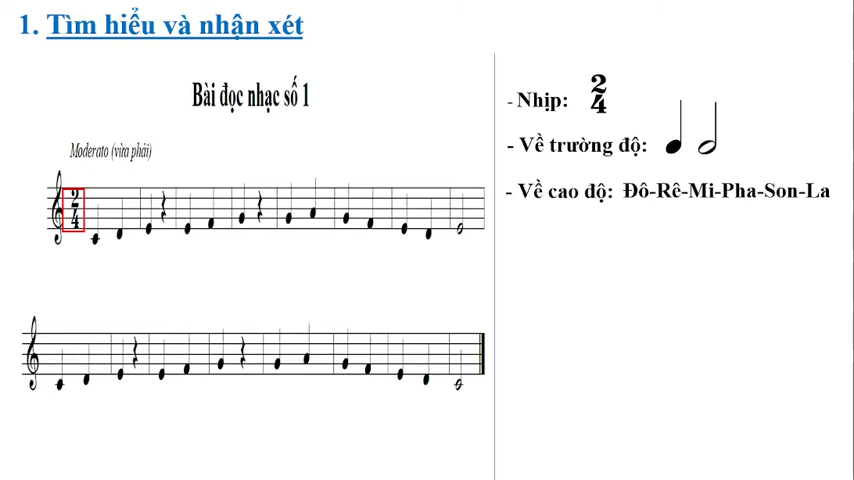 1. Tìm hiểu và nhận xét
Bài đọc nhạc số 1
Moderato (vừa phải)
2
4
- Nhịp: 2
4
- Về trường độ:
- Về cao độ: Đô-Rê-Mi-Pha-Son-La